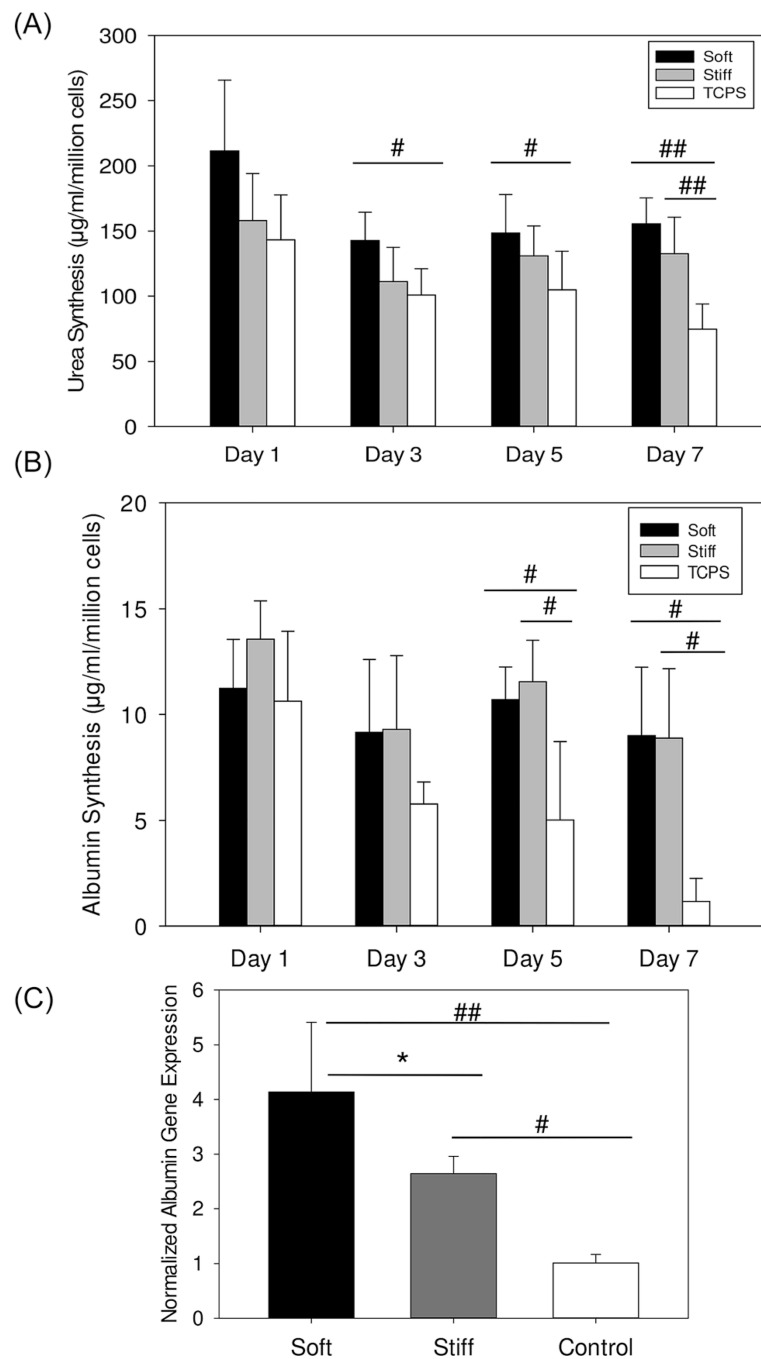 (A)
Urea Synthesis (µg/ml/million cells)
300
250
200
150
100
50
0
Soft
Stiff
TCPS
#
#
##
##
Day 1
Day 3
Day 5
Day 7
(B)
Albumin Synthesis (µg/ml/million cells)
20
15
10
5
0
Soft
Stiff
TCPS
#
#
#
#
Day 1
Day 3
Day 5
Day 7
(C)
Normalized Albumin Gene Expression
6
5
4
3
2
1
0
##
*
#
Soft
Stiff
Control